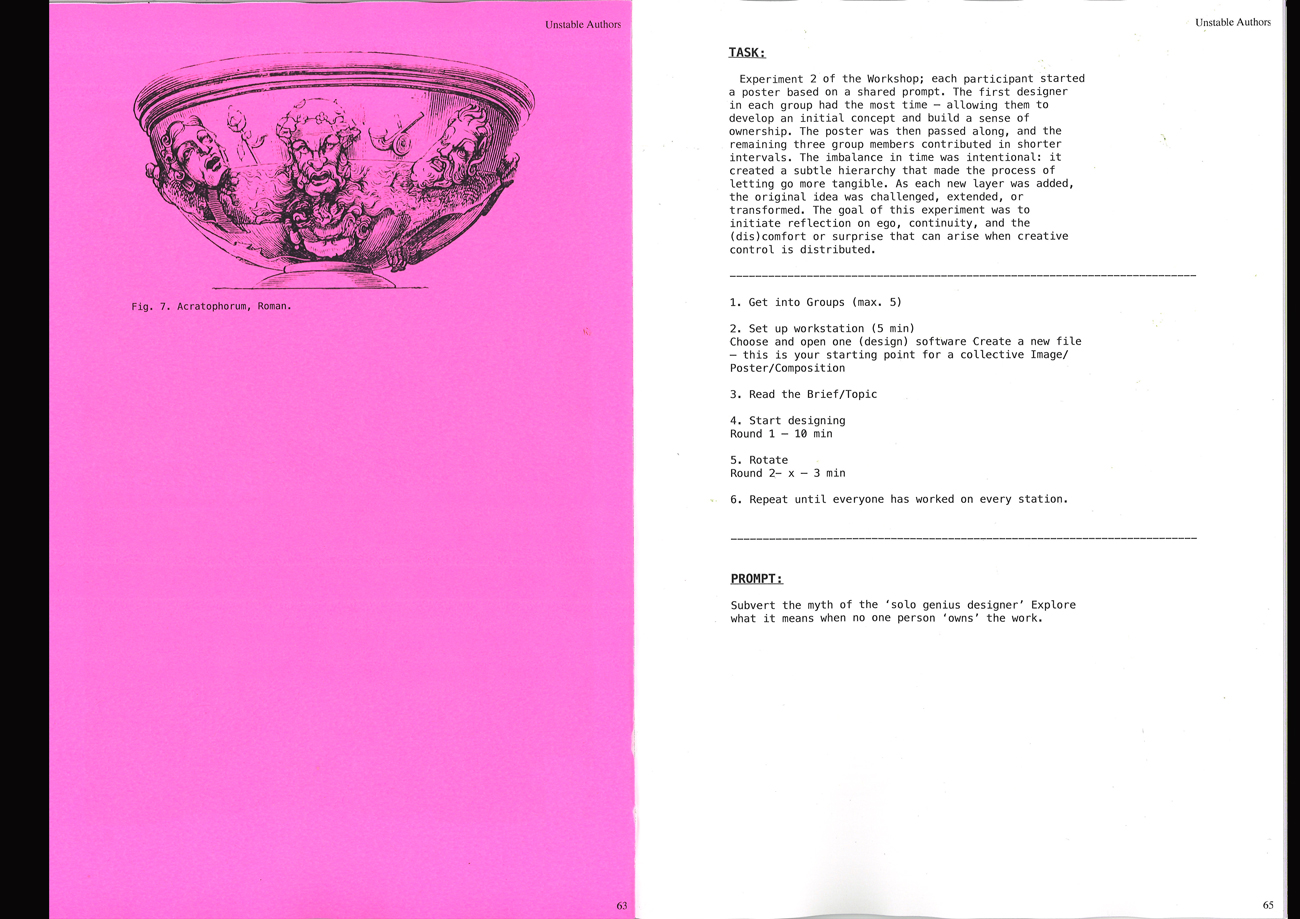 Unstable Authors
Fig. 7. Acratophorum, Roman.
63
Unstable Authors
TASK:
Experiment 2 of the Workshop; each participant started
a poster based on a shared prompt. The first designer
in each group had the most time — allowing them to
develop an initial concept and build a sense of
ownership. The poster was then passed along, and the
remaining three group members contributed in shorter
intervals. The imbalance in time was intentional: it
created a subtle hierarchy that made the process of
letting go more tangible. As each new layer was added,
the original idea was challenged, extended, or
transformed. The goal of this experiment was to
initiate reflection on ego, continuity, and the
(dis)comfort or surprise that can arise when creative
control is distributed.
1. Get into Groups (max. 5)
2. Set up workstation (5 min)
Choose and open one (design) software Create a new file
— this is your starting point for a collective Image/
Poster/Composition
3. Read the Brief/Topic
4. Start designing
Round 1 — 10 min
5. Rotate
Round 2— x — 3 min
6. Repeat until everyone has worked on every station.
PROMPT:
Subvert the myth of the ‘solo genius designer’ Explore
what it means when no one person ‘owns’ the work.
65